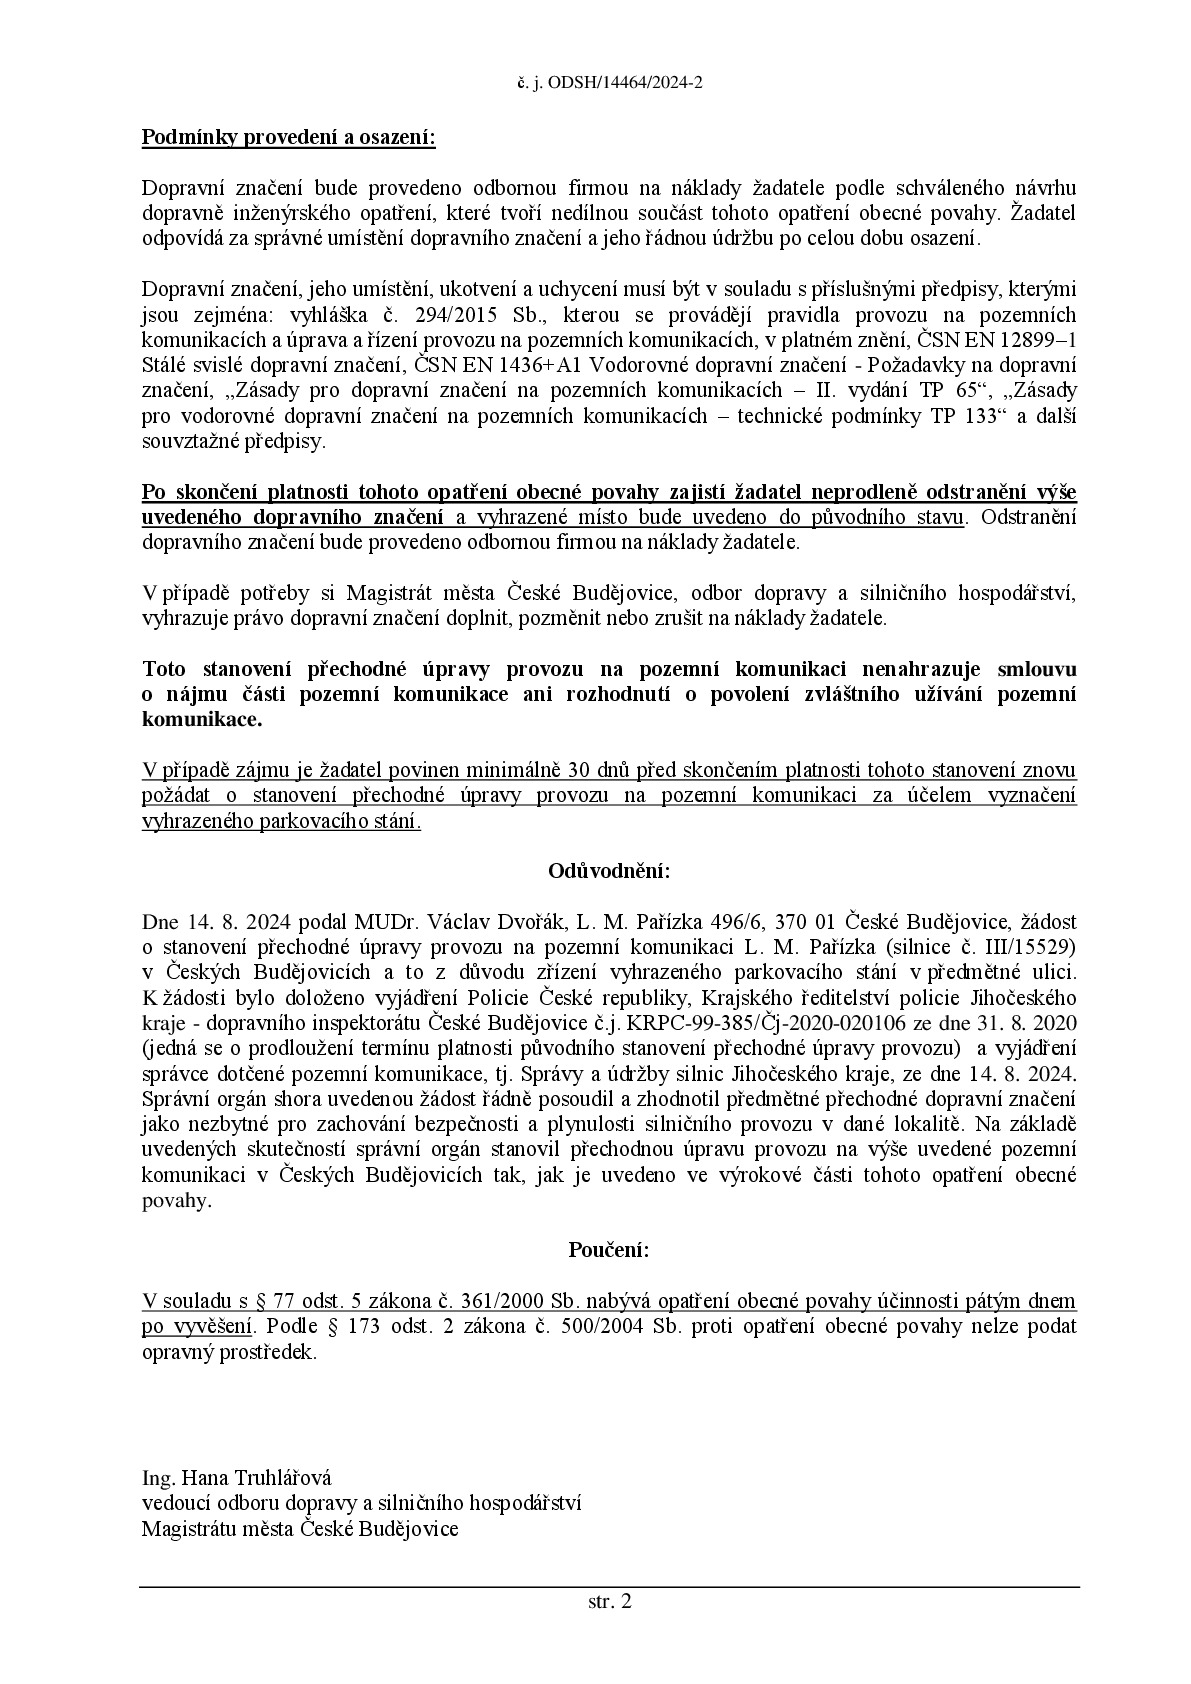 č. j. ODSH/14464/2024-2
Podmínky provedení a osazení:
Dopravní značení bude provedeno odbornou firmou na náklady žadatele podle schváleného návrhu
dopravně inženýrského opatření, které tvoří nedílnou součást tohoto opatření obecné povahy. Žadatel
odpovídá za správné umístění dopravního značení a jeho řádnou údržbu po celou dobu osazení.
Dopravní značení, jeho umístění, ukotvení a uchycení musí být v souladu s příslušnými předpisy, kterými
jsou zejména: vyhláška č. 294/2015 Sb., kterou se provádějí pravidla provozu na pozemních
komunikacích a úprava a řízení provozu na pozemních komunikacích, v platném znění, ČSN EN 12899–1
Stálé svislé dopravní značení, ČSN EN 1436+A1 Vodorovné dopravní značení - Požadavky na dopravní
značení, „Zásady pro dopravní značení na pozemních komunikacích – II. vydání TP 65“, „Zásady
pro vodorovné dopravní značení na pozemních komunikacích – technické podmínky TP 133“ a další
souvztažné předpisy.
Po skončení platnosti tohoto opatření obecné povahy zajistí žadatel neprodleně odstranění výše
uvedeného dopravního značení a vyhrazené místo bude uvedeno do původního stavu. Odstranění
dopravního značení bude provedeno odbornou firmou na náklady žadatele.
V případě potřeby si Magistrát města České Budějovice, odbor dopravy a silničního hospodářství,
vyhrazuje právo dopravní značení doplnit, pozměnit nebo zrušit na náklady žadatele.
Toto stanovení přechodné úpravy provozu na pozemní komunikaci nenahrazuje smlouvu
o nájmu části pozemní komunikace ani rozhodnutí o povolení zvláštního užívání pozemní
komunikace.
V případě zájmu je žadatel povinen minimálně 30 dnů před skončením platnosti tohoto stanovení znovu
požádat o stanovení přechodné úpravy provozu na pozemní komunikaci za účelem vyznačení
vyhrazeného parkovacího stání.
Odůvodnění:
Dne 14. 8. 2024 podal MUDr. Václav Dvořák, L. M. Pařízka 496/6, 370 01 České Budějovice, žádost
o stanovení přechodné úpravy provozu na pozemní komunikaci L. M. Pařízka (silnice č. III/15529)
v Českých Budějovicích a to z důvodu zřízení vyhrazeného parkovacího stání v předmětné ulici.
K žádosti bylo doloženo vyjádření Policie České republiky, Krajského ředitelství policie Jihočeského
kraje - dopravního inspektorátu České Budějovice č.j. KRPC-99-385/Čj-2020-020106 ze dne 31. 8. 2020
(jedná se o prodloužení termínu platnosti původního stanovení přechodné úpravy provozu) a vyjádření
správce dotčené pozemní komunikace, tj. Správy a údržby silnic Jihočeského kraje, ze dne 14. 8. 2024.
Správní orgán shora uvedenou žádost řádně posoudil a zhodnotil předmětné přechodné dopravní značení
jako nezbytné pro zachování bezpečnosti a plynulosti silničního provozu v dané lokalitě. Na základě
uvedených skutečností správní orgán stanovil přechodnou úpravu provozu na výše uvedené pozemní
komunikaci v Českých Budějovicích tak, jak je uvedeno ve výrokové části tohoto opatření obecné
povahy.
Poučení:
V souladu s § 77 odst. 5 zákona č. 361/2000 Sb. nabývá opatření obecné povahy účinnosti pátým dnem
po vyvěšení. Podle § 173 odst. 2 zákona č. 500/2004 Sb. proti opatření obecné povahy nelze podat
opravný prostředek.
Ing. Hana Truhlářová
vedoucí odboru dopravy a silničního hospodářství
Magistrátu města České Budějovice
str. 2